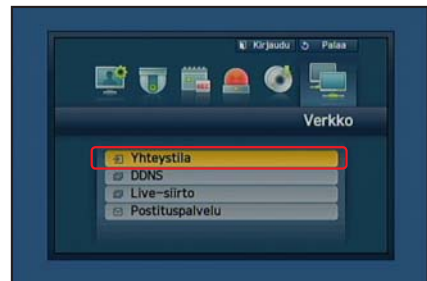 Kirjaudu Palaa
Verkko
Yhteystila
DDNS
Live-siirto
Postituspalvelu